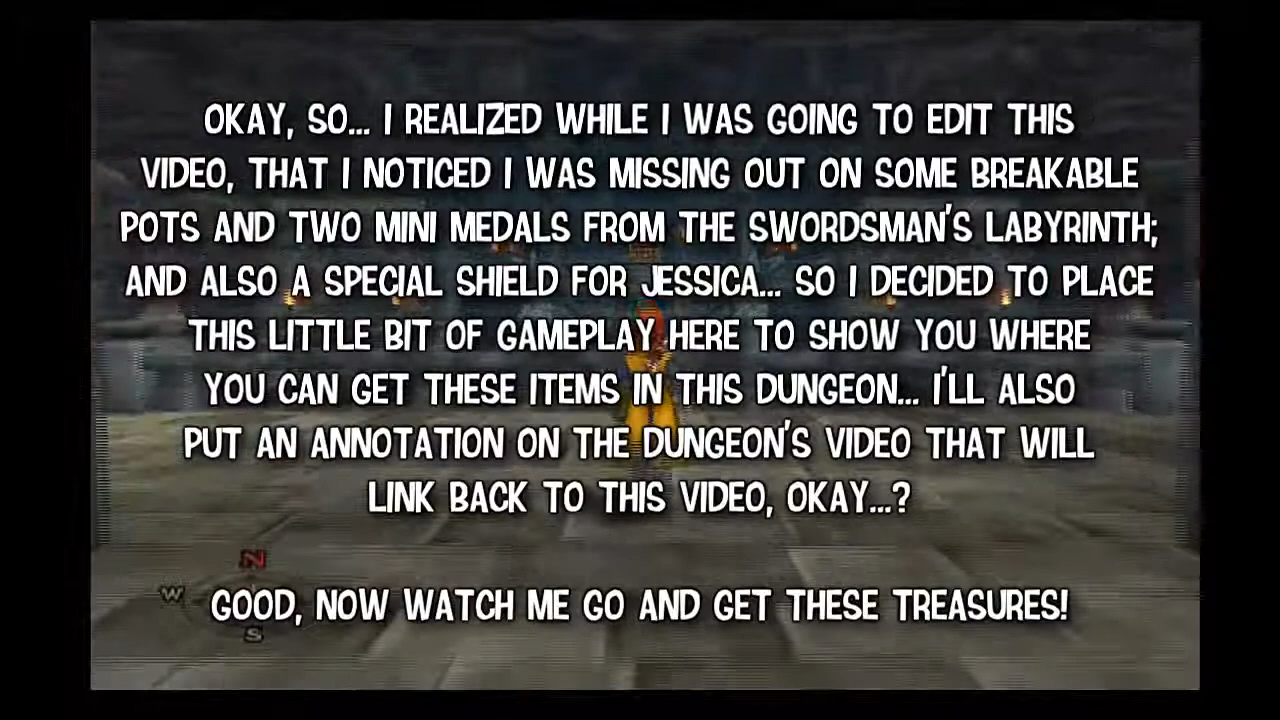 OKAY, SO... I REALIZED WHILE I WAS GOING TO EDIT THIS
VIDEO, THAT I NOTICED I WAS MISSING OUT ON SOME BREAKABLE
POTS AND TWO MINI MEDALS FROM THE SWORDSMAN'S LABYRINTH;
AND ALSO A SPECIAL SHIELD FOR JESSICA... SO I DECIDED TO PLACE
THIS LITTLE BIT OF GAMEPLAY HERE TO SHOW YOU WHERE
YOU CAN GET THESE ITEMS IN THIS DUNGEON... I'LL ALSO
PUT AN ANNOTATION ON THE DUNGEON'S VIDEO THAT WILL
LINK BACK TO THIS VIDEO, OKAY...?
N
W
GOOD, NOW WATCH ME GO AND GET THESE TREASURES!
S